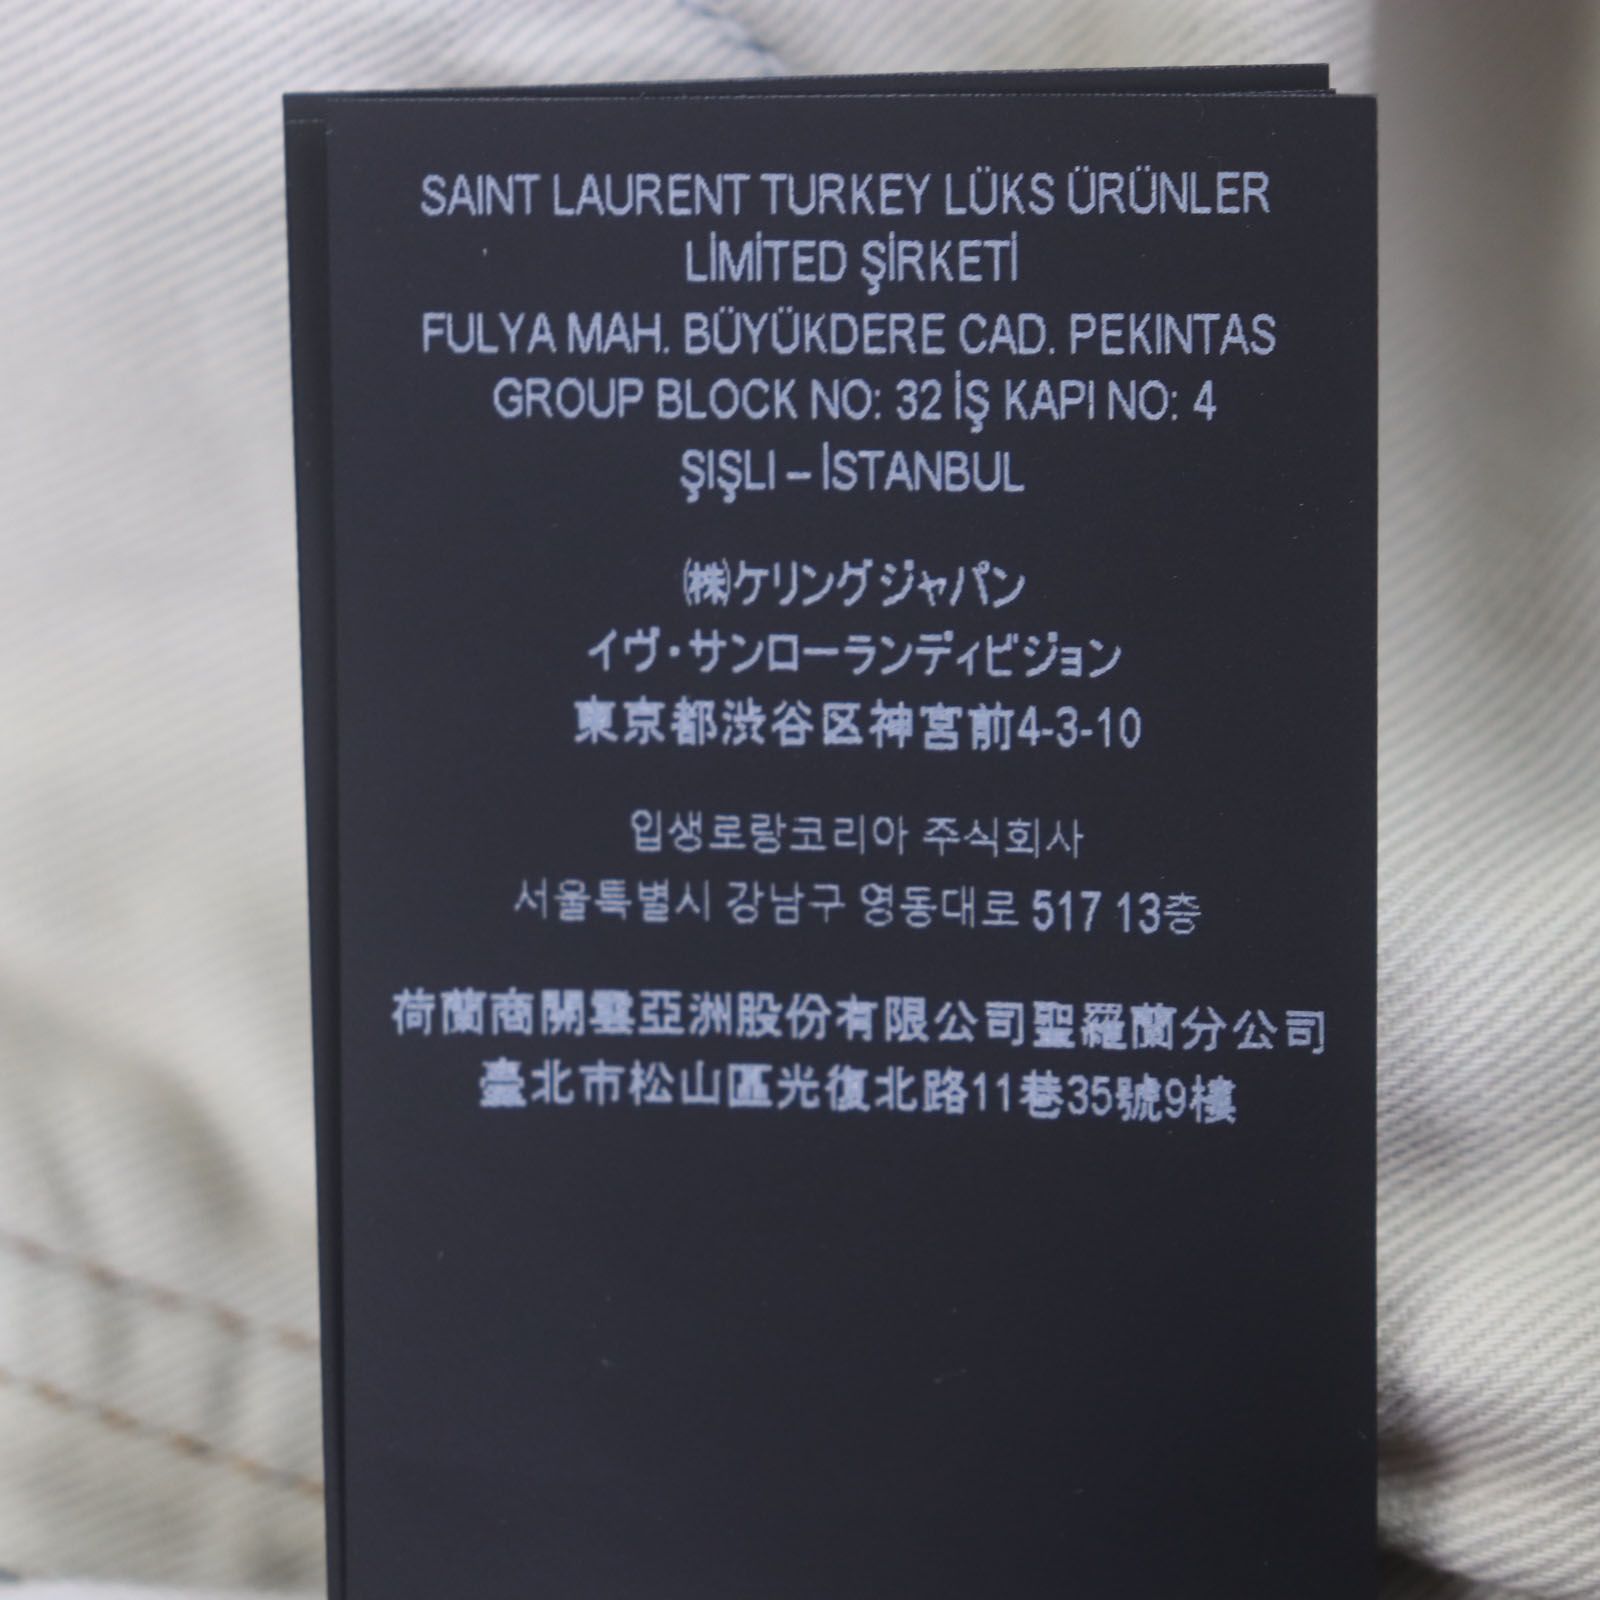 SAINT LAURENT TURKEY LÜKS ÜRÜNLER
LİMİTED ŞİRKETİ
FULYA MAH. BÜYÜKDERE CAD. PEKINTAS
GROUP BLOCK NO: 32 İŞ KAPI NO: 4
ŞIŞLI – İSTANBUL
㈱ケリングジャパン
イヴ・サンローランディビジョン
東京都渋谷区神宮前4-3-10
입생로랑코리아 주식회사
서울특별시 강남구 영동대로 517 13층
荷蘭商開雲亞洲股份有限公司聖羅蘭分公司
臺北市松山區光復北路11巷35號9樓